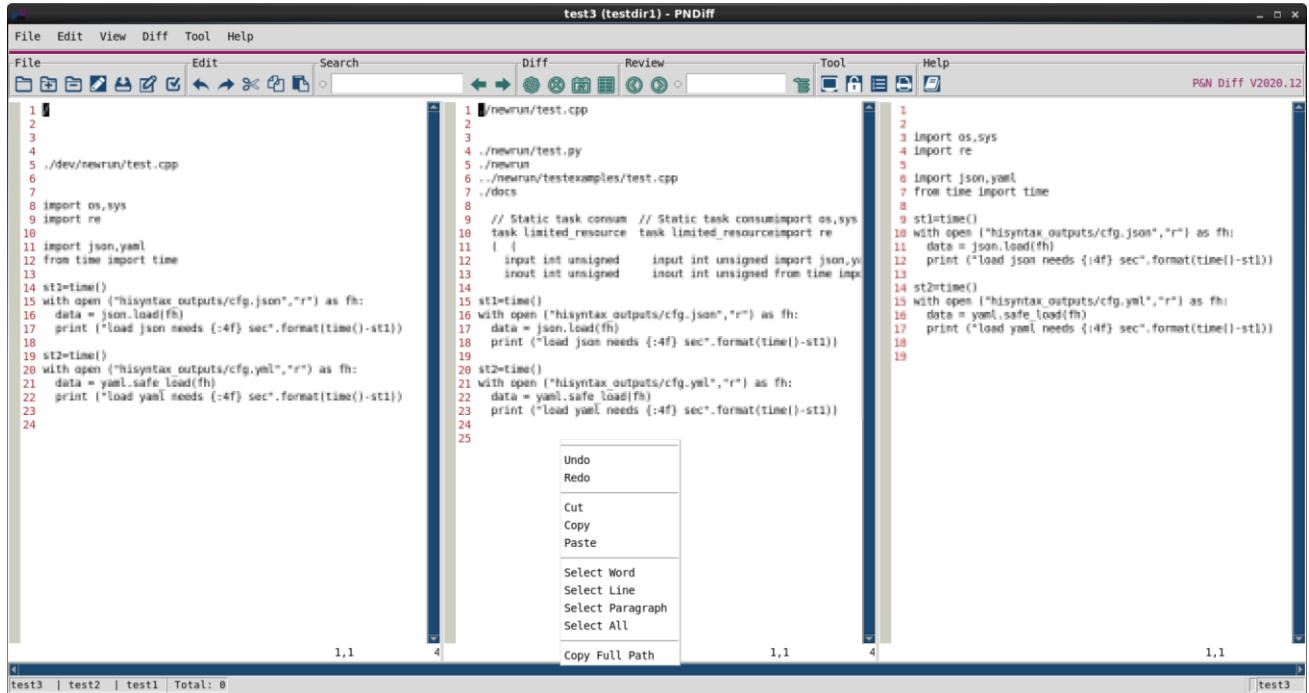 test3 (testdir1) - PNDiff
File Edit View Diff Tool Help
File Edit Search Diff Review Tool Help
P&N Diff V2020.12
1 /
2
3
4
5 ./dev/newrun/test.cpp
6
7
8 import os,sys
9 import re
10
11 import json,yaml
12 from time import time
13
14 st1=time()
15 with open ("hisyntax_outputs/cfg.json","r") as fh:
16 data = json.load(fh)
17 print ("load json needs {:4f} sec".format(time()-st1))
18
19 st2=time()
20 with open ("hisyntax_outputs/cfg.yml","r") as fh:
21 data = yaml.safe_load(fh)
22 print ("load yaml needs {:4f} sec".format(time()-st1))
23
24
1,1 4
1 ./newrun/test.cpp
2
3
4 ./newrun/test.py
5 ./newrun
6 ../newrun/testexamples/test.cpp
7 ./docs
8
9 // Static task consum // Static task consumimport os,sys
10 task limited_resource task limited_resourceimport re
11 ( (
12 input int unsigned input int unsigned import json,y
13 inout int unsigned inout int unsigned from time imp
14
15 st1=time()
16 with open ("hisyntax_outputs/cfg.json","r") as fh:
17 data = json.load(fh)
18 print ("load json needs {:4f} sec".format(time()-st1))
19
20 st2=time()
21 with open ("hisyntax_outputs/cfg.yml","r") as fh:
22 data = yaml.safe_load(fh)
23 print ("load yaml needs {:4f} sec".format(time()-st1))
24
25
Undo
Redo
Cut
Copy
Paste
Select Word
Select Line
Select Paragraph
Select All
Copy Full Path
1,1 4
1
2
3 import os,sys
4 import re
5
6 import json,yaml
7 from time import time
8
9 st1=time()
10 with open ("hisyntax_outputs/cfg.json","r") as fh:
11 data = json.load(fh)
12 print ("load json needs {:4f} sec".format(time()-st1))
13
14 st2=time()
15 with open ("hisyntax_outputs/cfg.yml","r") as fh:
16 data = yaml.safe_load(fh)
17 print ("load yaml needs {:4f} sec".format(time()-st1))
18
19
1,1
test3 | test2 | test1 Total: 0
test3